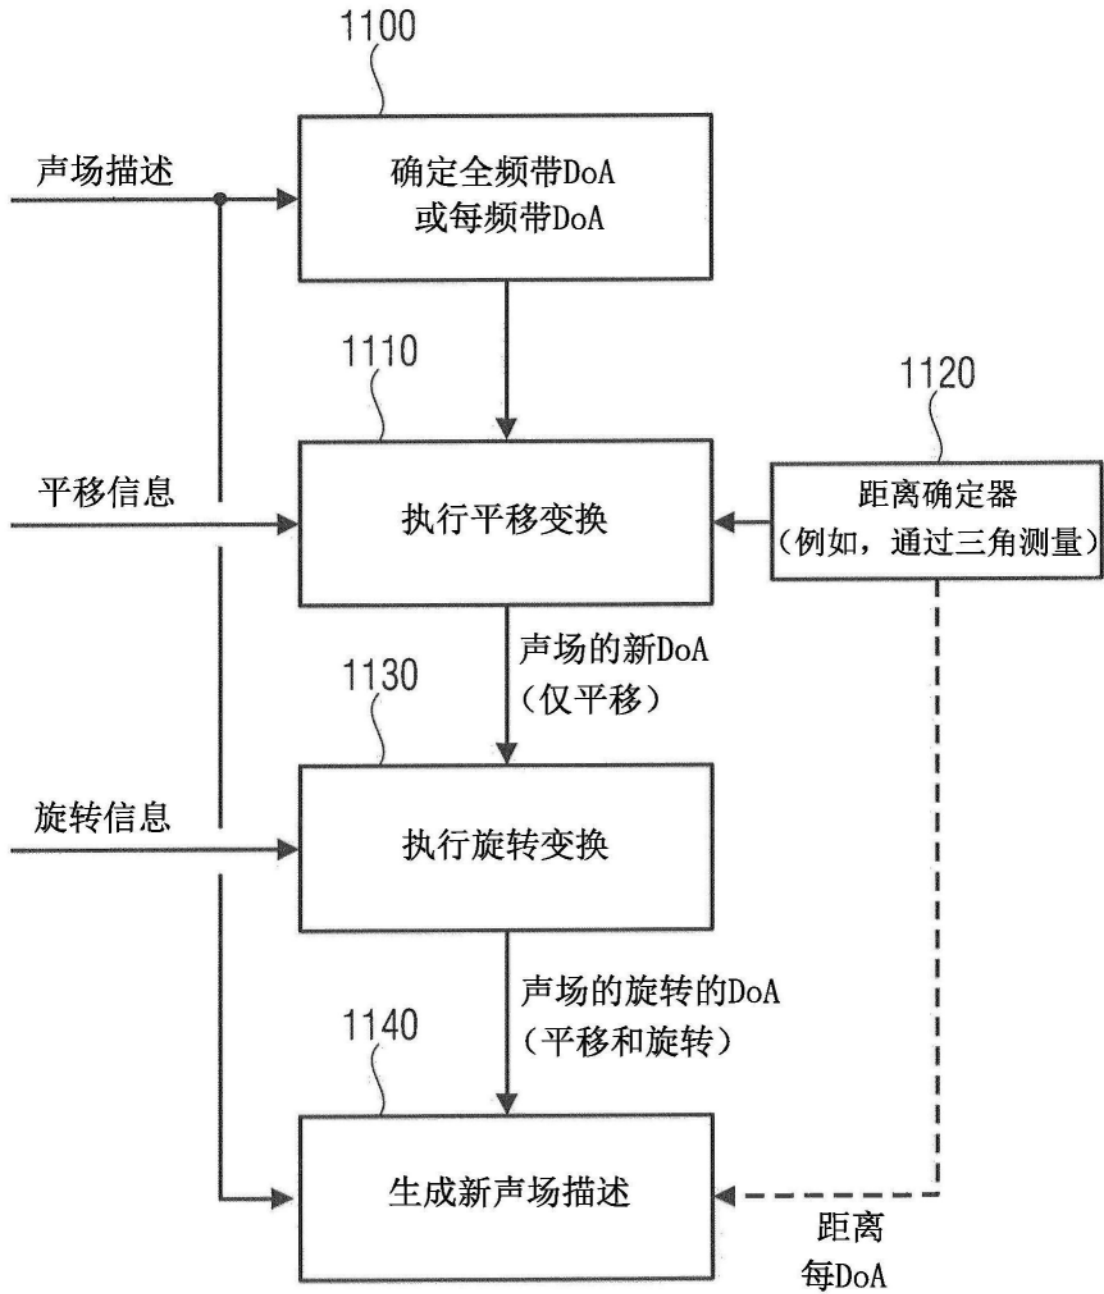 1100
声场描述
确定全频带DoA
或每频带DoA
1110
1120
平移信息
执行平移变换
距离确定器
（例如，通过三角测量）
声场的新DoA
（仅平移）
1130
旋转信息
执行旋转变换
声场的旋转的DoA
（平移和旋转）
1140
生成新声场描述
距离
每DoA